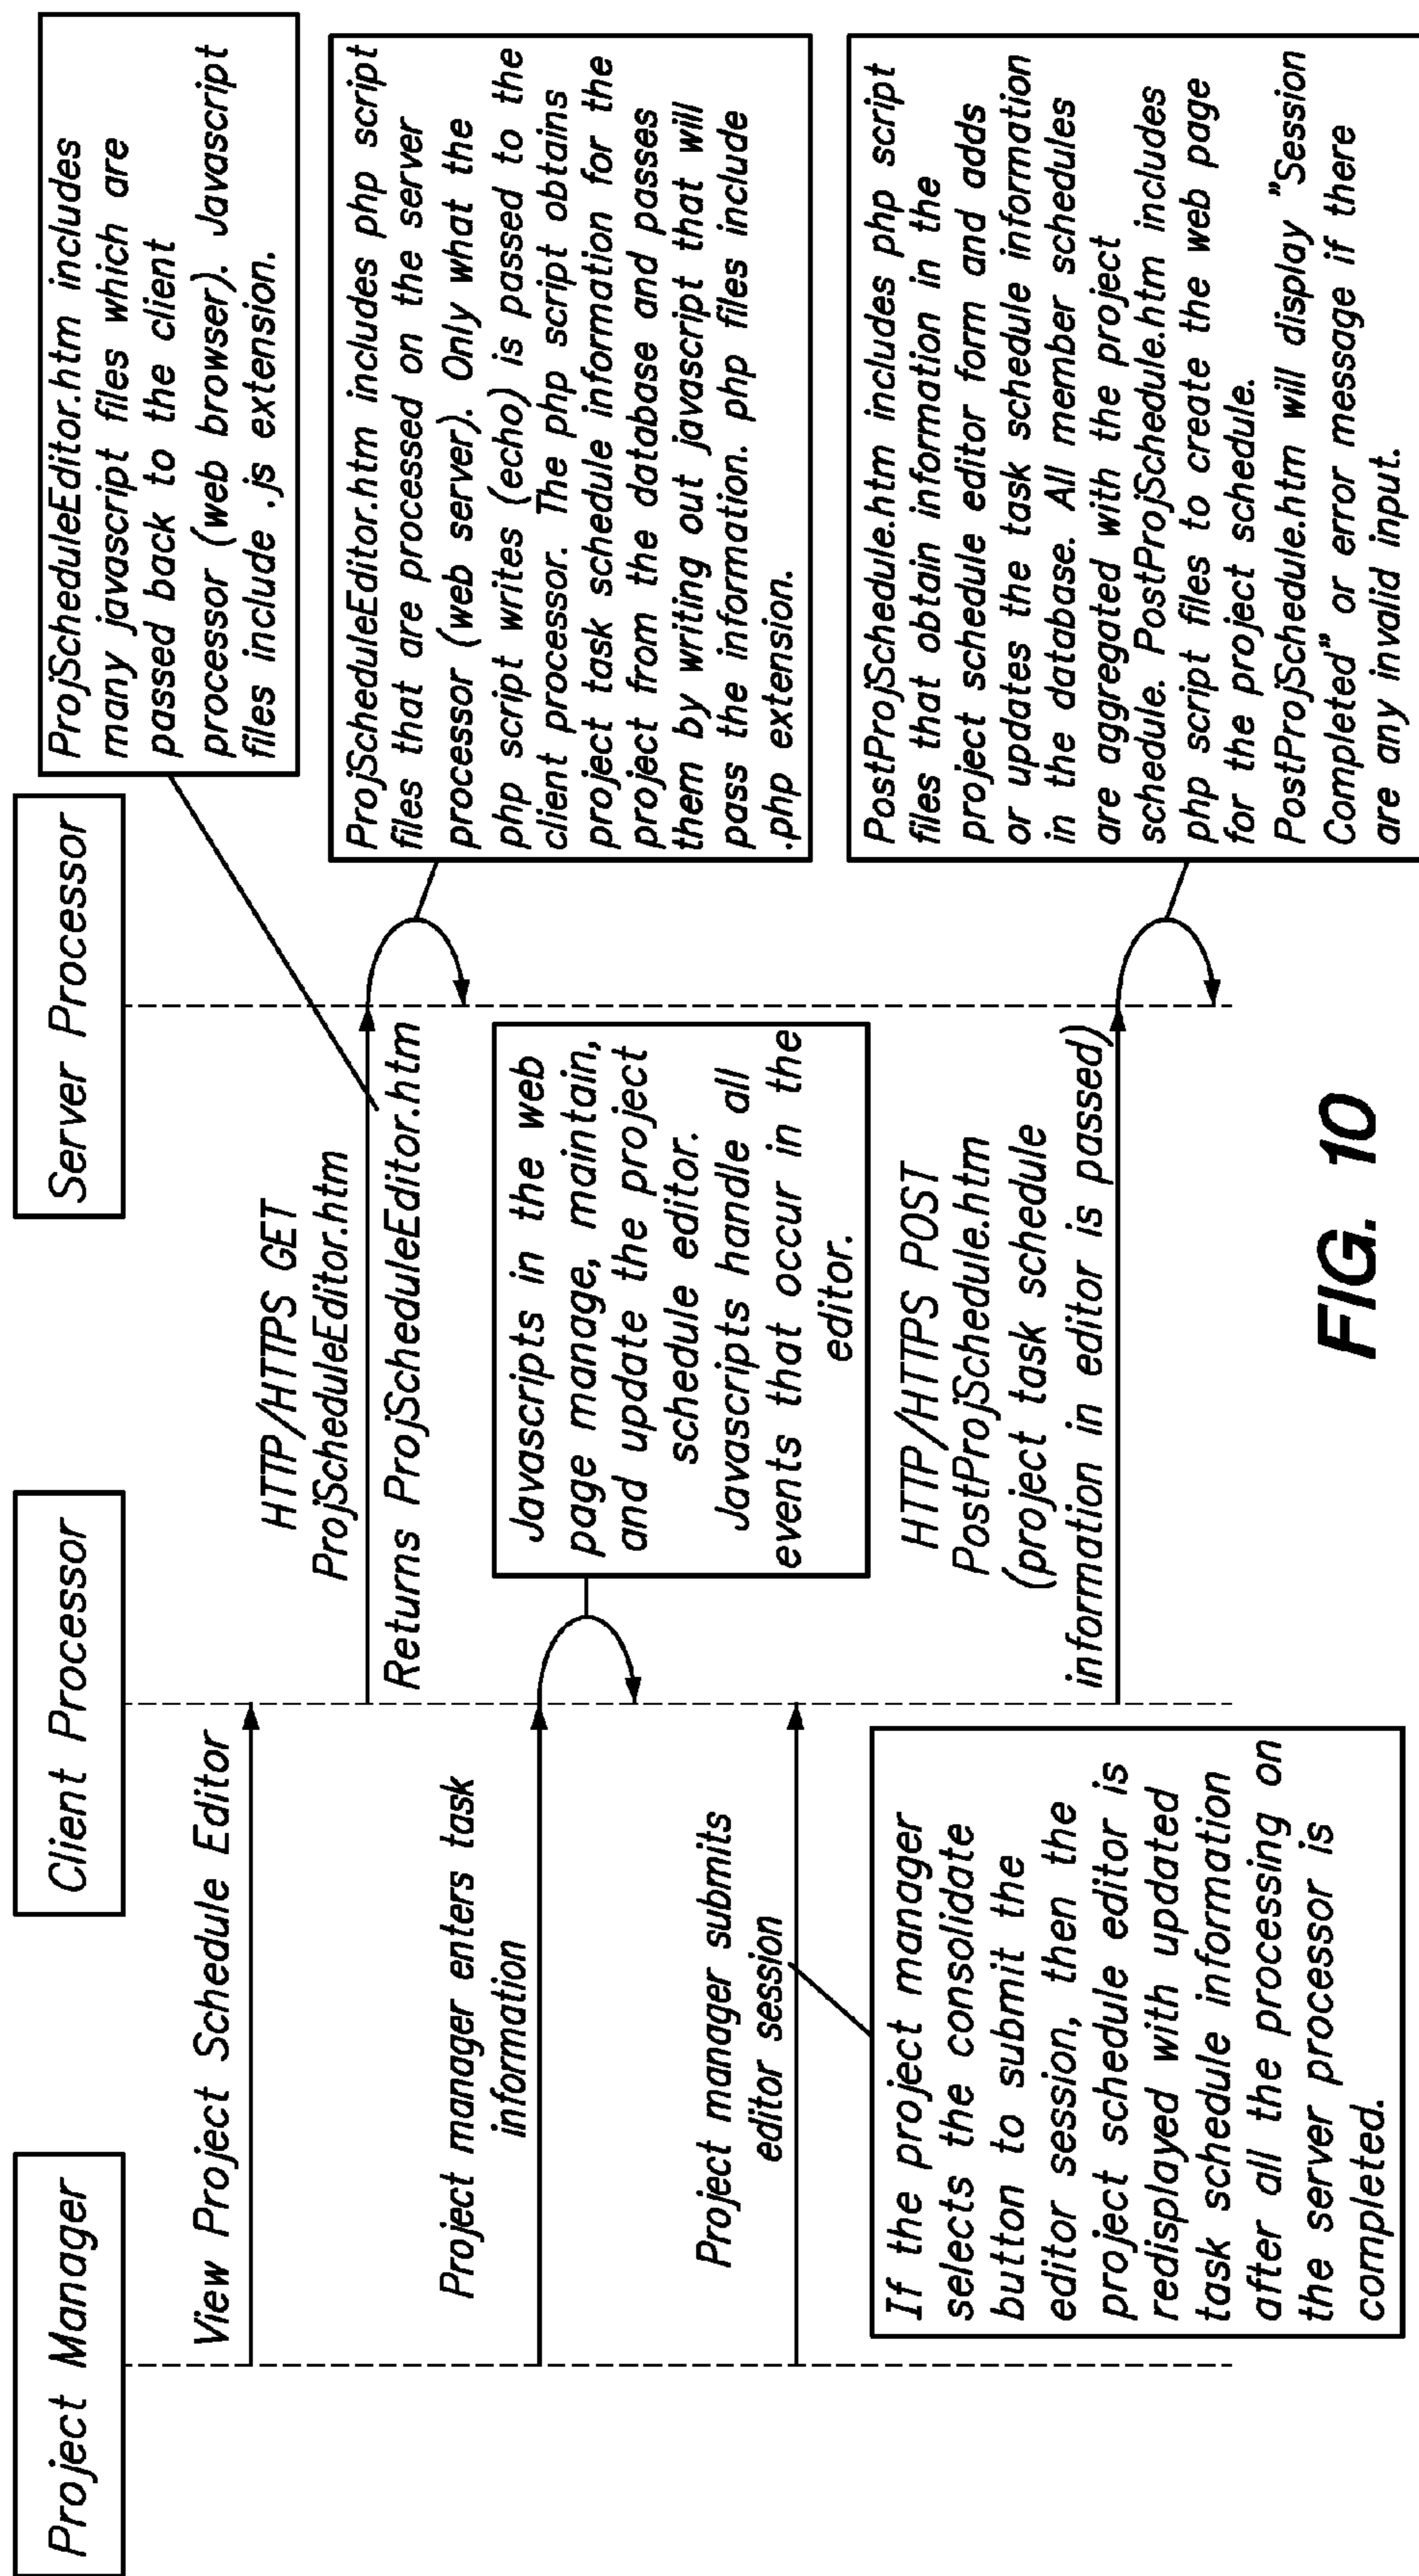 Project Manager
Client Processor
Server Processor
View Project Schedule Editor
HTTP/HTTPS GET
ProjScheduleEditor.htm
Returns ProjScheduleEditor.htm
ProjScheduleEditor.htm includes
many javascript files which are
passed back to the client
processor (web browser). Javascript
files include .js extension.
ProjScheduleEditor.htm includes php script
files that are processed on the server
processor (web server). Only what the
php script writes (echo) is passed to the
client processor. The php script obtains
project task schedule information for the
project from the database and passes
them by writing out javascript that will
pass the information. php files include
.php extension.
Project manager enters task
information
Javascripts in the web
page manage, maintain,
and update the project
schedule editor.
Javascripts handle all
events that occur in the
editor.
Project manager submits
editor session
If the project manager
selects the consolidate
button to submit the
editor session, then the
project schedule editor is
redisplayed with updated
task schedule information
after all the processing on
the server processor is
completed.
HTTP/HTTPS POST
PostProjSchedule.htm
(project task schedule
information in editor is passed)
PostProjSchedule.htm includes php script
files that obtain information in the
project schedule editor form and adds
or updates the task schedule information
in the database. All member schedules
are aggregated with the project
schedule. PostProjSchedule.htm includes
php script files to create the web page
for the project schedule.
PostProjSchedule.htm will display "Session
Completed" or error message if there
are any invalid input.
FIG. 10